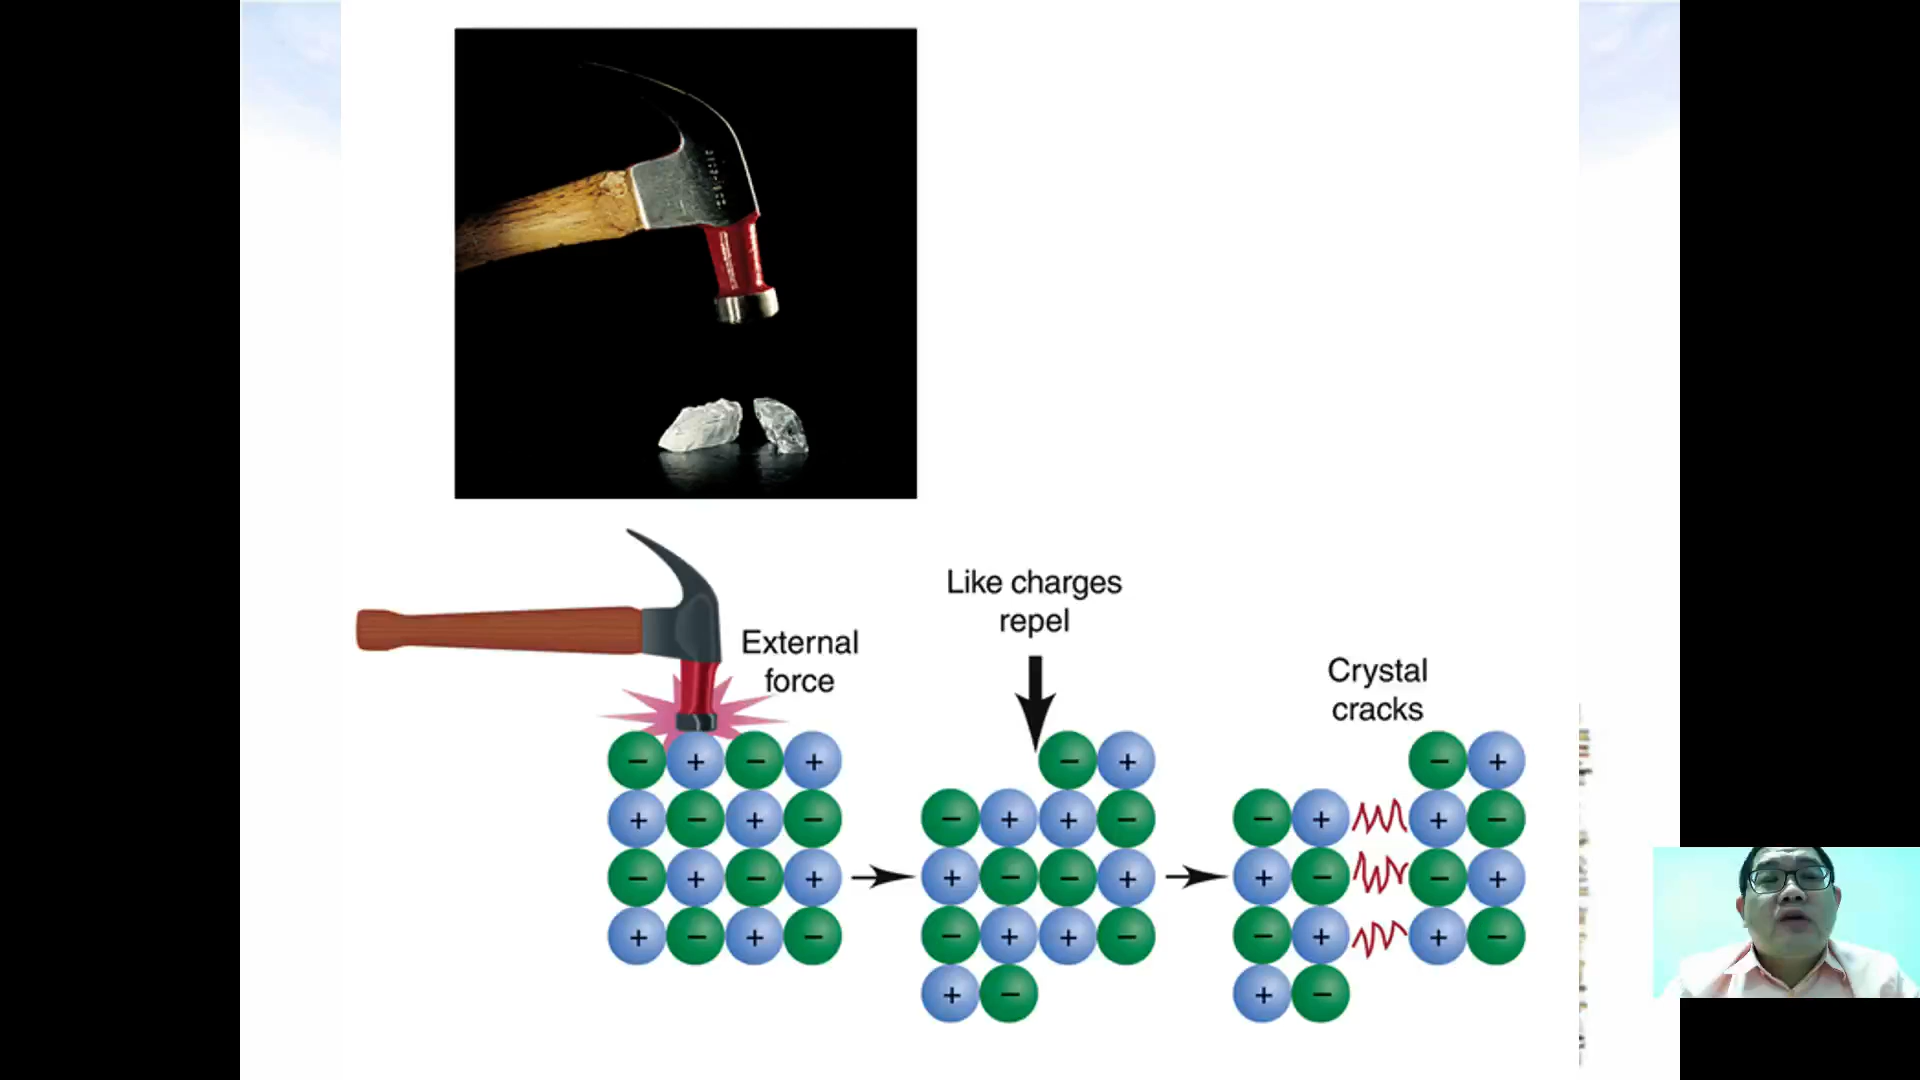 External
force
Like charges
repel
Crystal
cracks
− + − +
+ − + −
− + − +
+ − + −
− +
− + + −
+ − − +
− + + −
+ −
− +
− + + −
+ − − +
− + + −
+ −